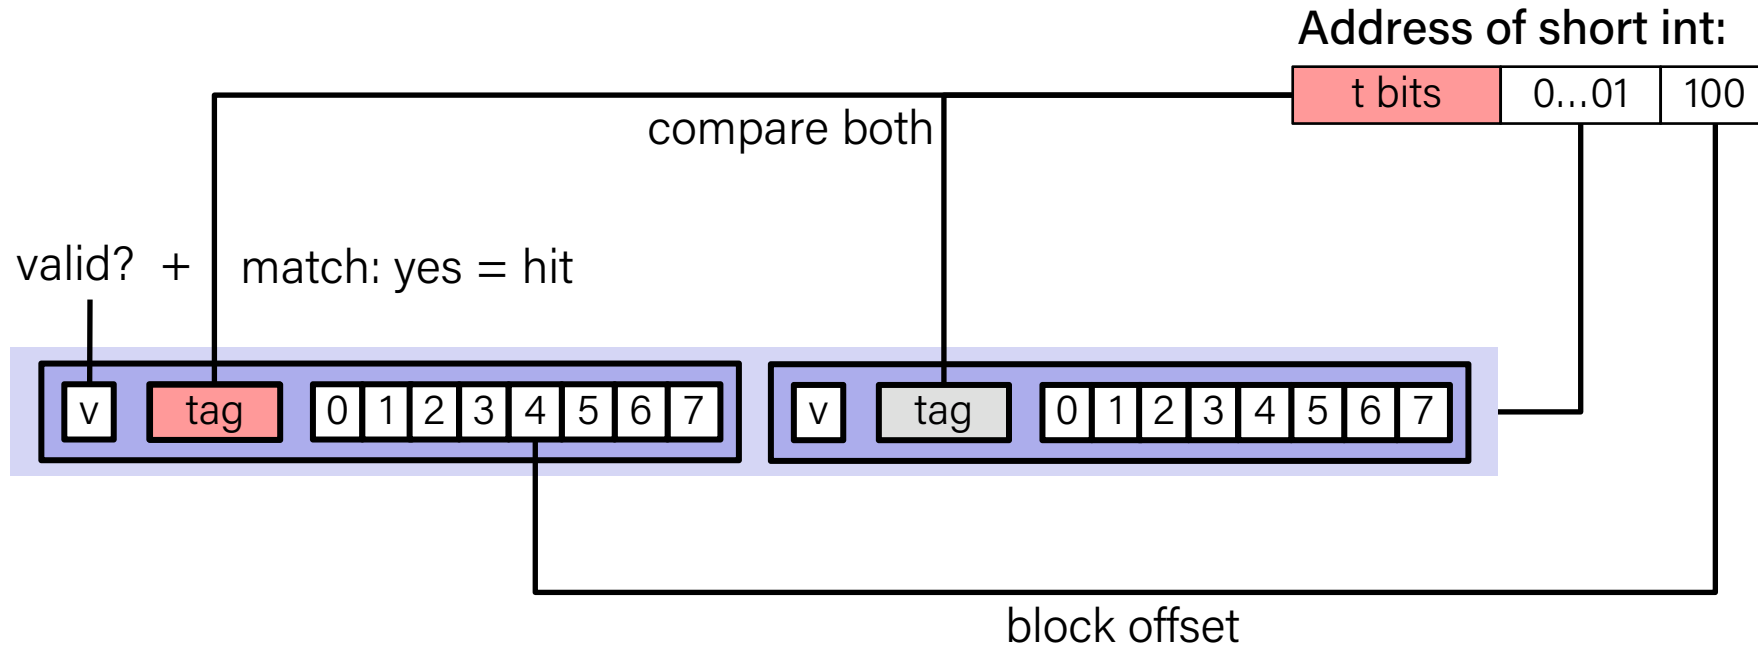 Address of short int:
t bits 0...01 100
compare both
valid? + match: yes = hit
v tag 0 1 2 3 4 5 6 7 v tag 0 1 2 3 4 5 6 7
block offset